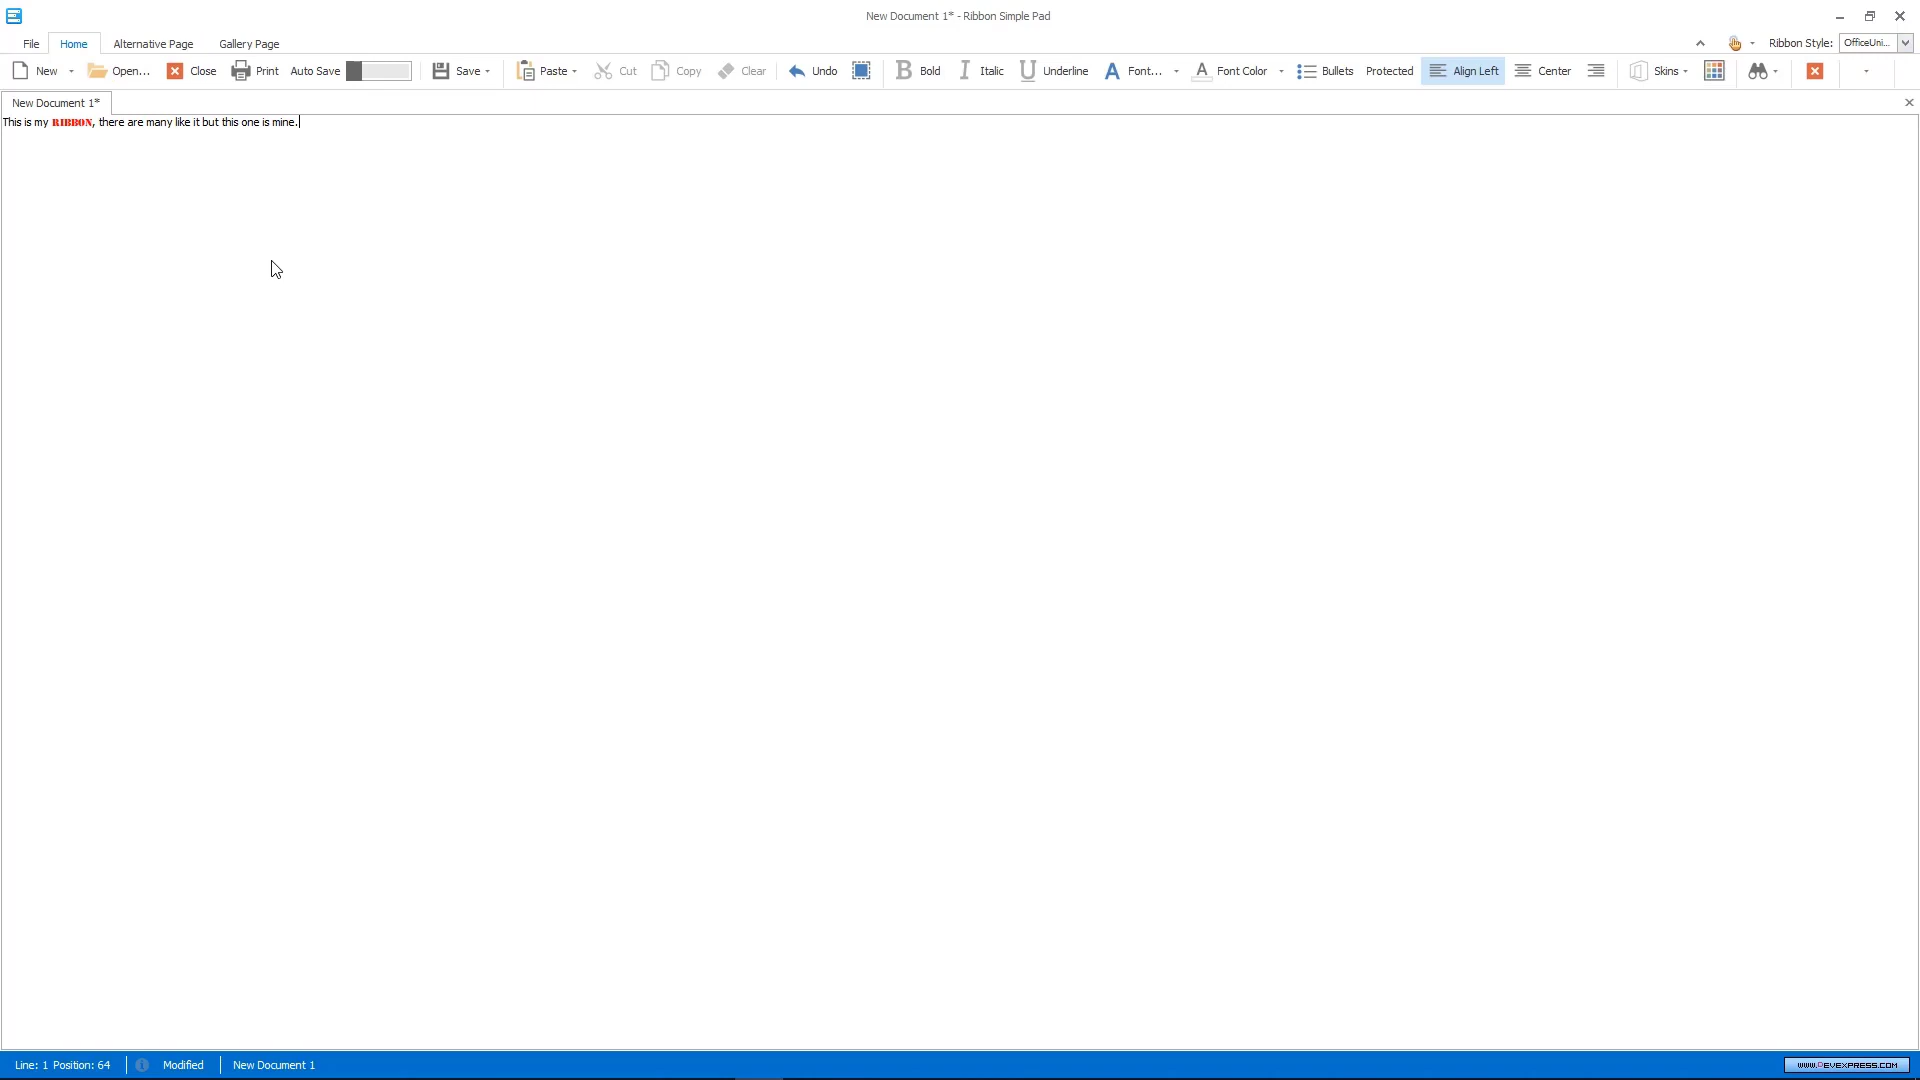 New Document 1* - Ribbon Simple Pad
File Home Alternative Page Gallery Page Ribbon Style: OfficeUni...
New Open... Close Print Auto Save Save Paste Cut Copy Clear Undo Bold Italic Underline Font... Font Color Bullets Protected Align Left Center Skins
New Document 1*
This is my RIBBON, there are many like it but this one is mine.
Line: 1 Position: 64 Modified New Document 1 WWW.DEVEXPRESS.COM